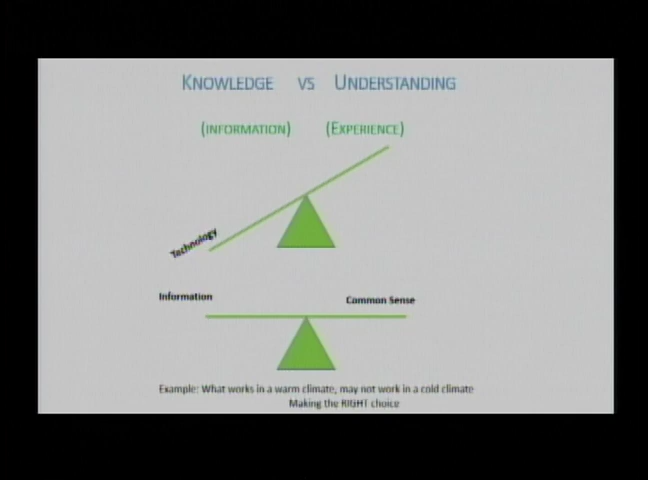 KNOWLEDGE VS UNDERSTANDING
(INFORMATION) (EXPERIENCE)
Technology
Information Common Sense
Example: What works in a warm climate, may not work in a cold climate
Making the RIGHT choice